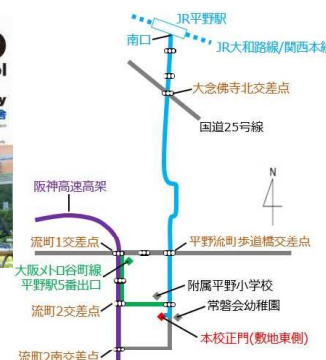 JR平野駅
南口
JR大和路線/関西本線
大念佛寺北交差点
国道25号線
N
阪神高速高架
流町1交差点
平野流町歩道橋交差点
大阪メトロ谷町線
平野駅5番出口
附属平野小学校
流町2交差点
常磐会幼稚園
本校正門(敷地東側)
流町2南交差点